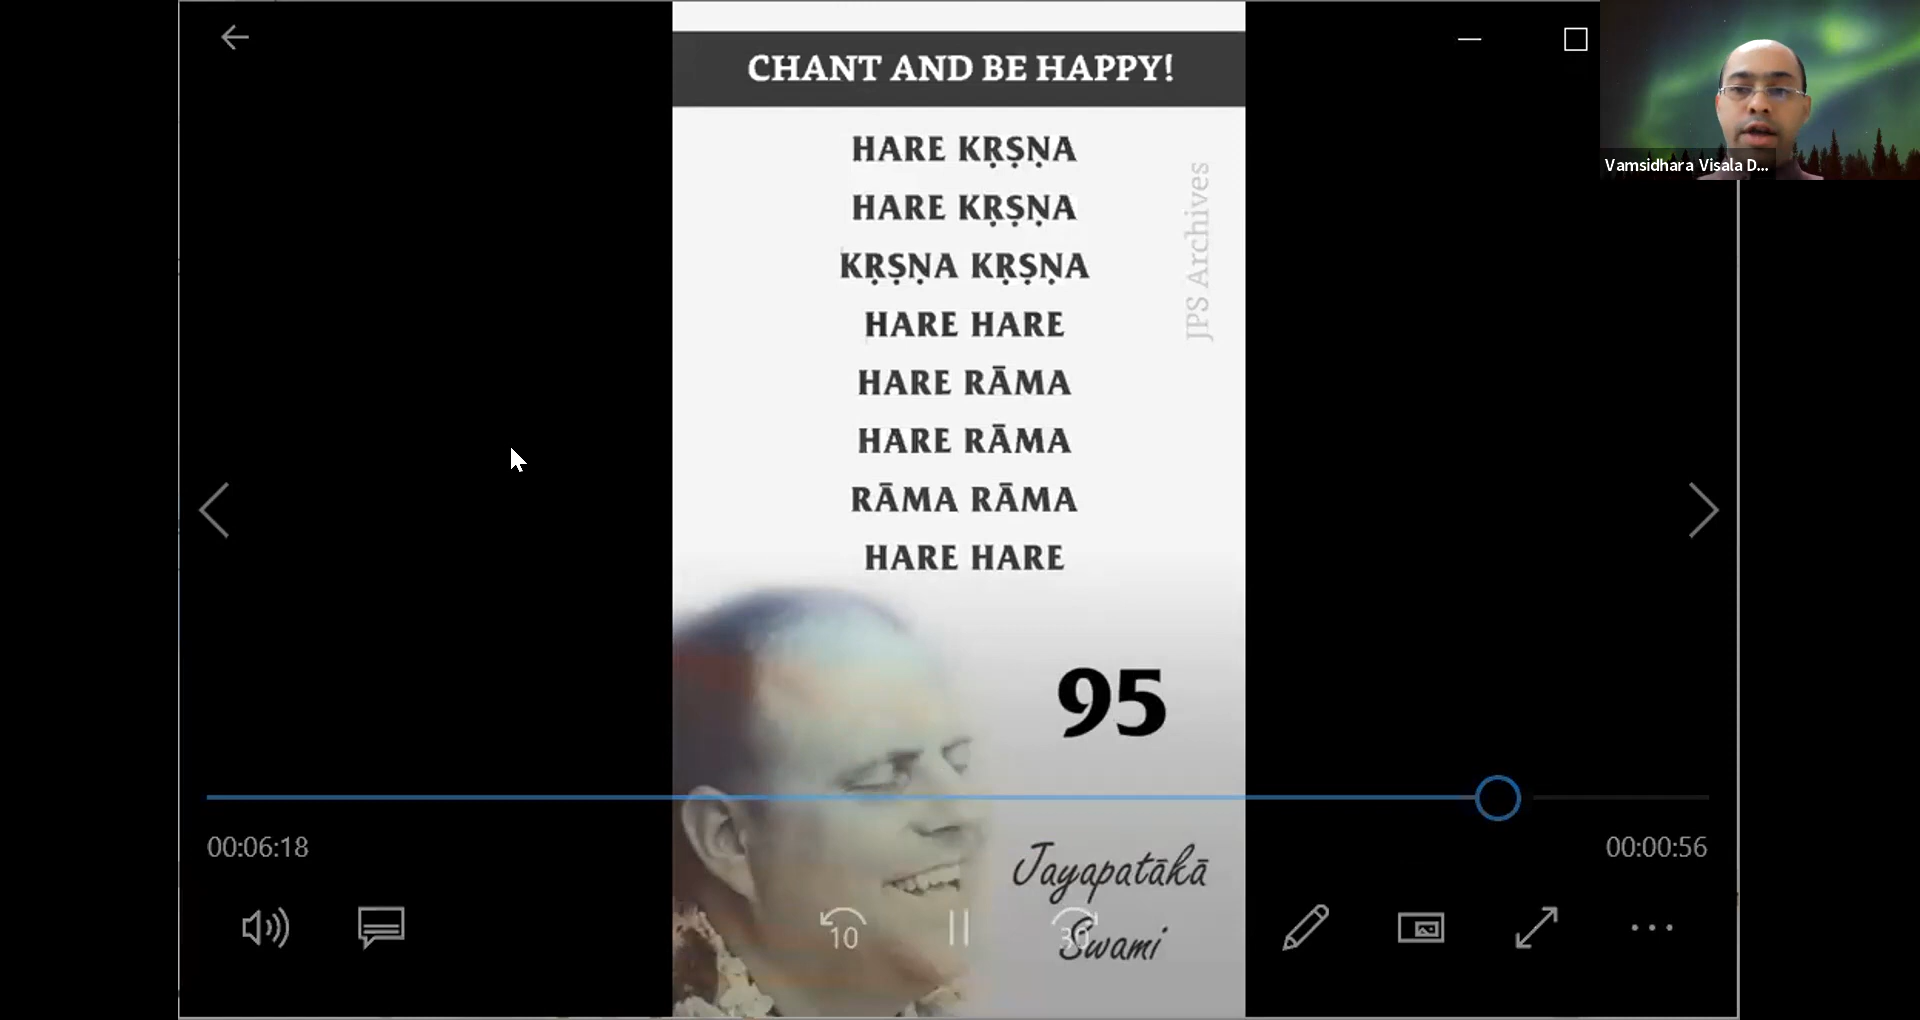 CHANT AND BE HAPPY!
HARE KṚṢṆA
HARE KṚṢṆA
KṚṢṆA KṚṢṆA
HARE HARE
HARE RĀMA
HARE RĀMA
RĀMA RĀMA
HARE HARE
JPS Archives
95
Jayapatākā
Swami
Vamsidhara Visala D...
00:06:18
00:00:56
10
30